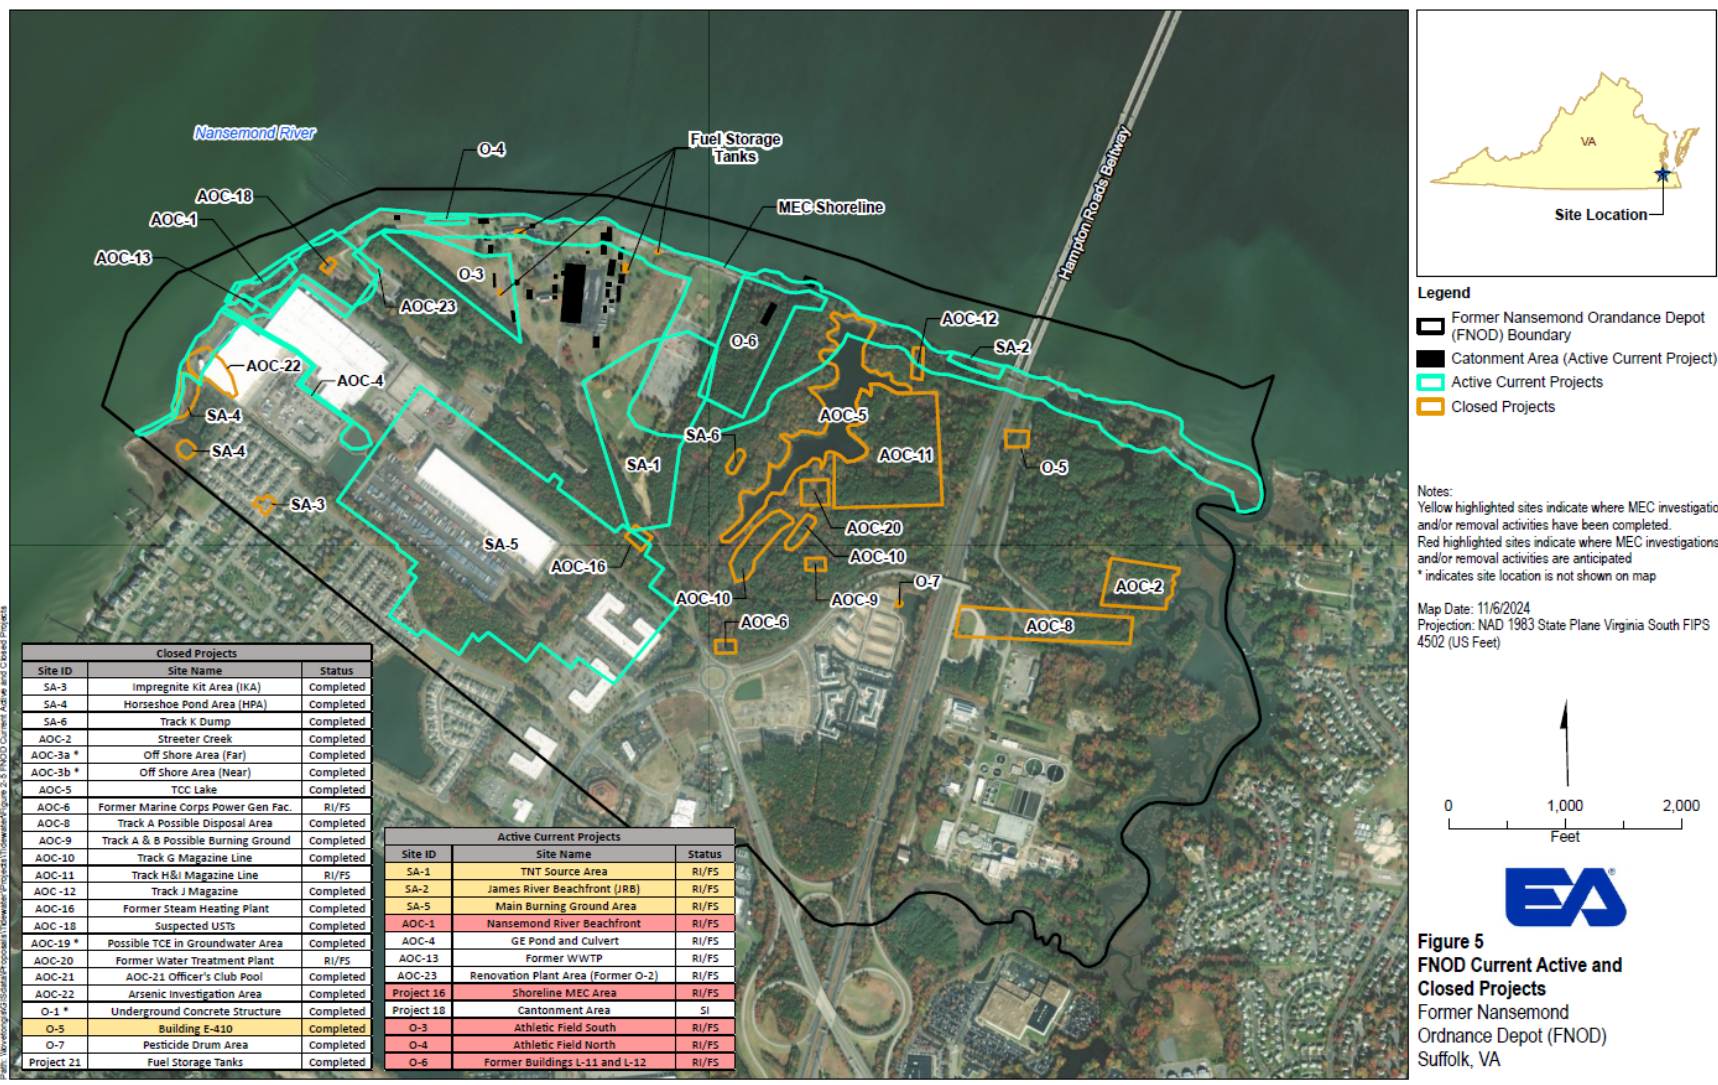 Nansemond River
O-4
Fuel Storage
Tanks
AOC-18
AOC-1
MEC Shoreline
Hampton Roads Beltway
AOC-13
O-3
AOC-23
AOC-12
O-6
SA-2
AOC-22
AOC-4
SA-4
AOC-5
SA-6
SA-4
SA-1
AOC-11
O-5
SA-3
AOC-20
SA-5
AOC-10
AOC-16
O-7
AOC-2
AOC-10
AOC-9
AOC-6
AOC-8
Closed Projects
Site ID Site Name Status
SA-3 Impregnite Kit Area (IKA) Completed
SA-4 Horseshoe Pond Area (HPA) Completed
SA-6 Track K Dump Completed
AOC-2 Streeter Creek Completed
AOC-3a * Off Shore Area (Far) Completed
AOC-3b * Off Shore Area (Near) Completed
AOC-5 TCC Lake Completed
AOC-6 Former Marine Corps Power Gen Fac. RI/FS
AOC-8 Track A Possible Disposal Area Completed
AOC-9 Track A & B Possible Burning Ground Completed
AOC-10 Track G Magazine Line Completed
AOC-11 Track H&I Magazine Line RI/FS
AOC -12 Track J Magazine Completed
AOC-16 Former Steam Heating Plant Completed
AOC -18 Suspected USTs Completed
AOC-19 * Possible TCE in Groundwater Area Completed
AOC-20 Former Water Treatment Plant RI/FS
AOC-21 AOC-21 Officer's Club Pool Completed
AOC-22 Arsenic Investigation Area Completed
O-1 * Underground Concrete Structure Completed
O-5 Building E-410 Completed
O-7 Pesticide Drum Area Completed
Project 21 Fuel Storage Tanks Completed
Active Current Projects
Site ID Site Name Status
SA-1 TNT Source Area RI/FS
SA-2 James River Beachfront (JRB) RI/FS
SA-5 Main Burning Ground Area RI/FS
AOC-1 Nansemond River Beachfront RI/FS
AOC-4 GE Pond and Culvert RI/FS
AOC-13 Former WWTP RI/FS
AOC-23 Renovation Plant Area (Former O-2) RI/FS
Project 16 Shoreline MEC Area RI/FS
Project 18 Cantonment Area SI
O-3 Athletic Field South RI/FS
O-4 Athletic Field North RI/FS
O-6 Former Buildings L-11 and L-12 RI/FS
VA
Site Location
Legend
Former Nansemond Orandance Depot
(FNOD) Boundary
Catonment Area (Active Current Project)
Active Current Projects
Closed Projects
Notes:
Yellow highlighted sites indicate where MEC investigatio
and/or removal activities have been completed.
Red highlighted sites indicate where MEC investigations
and/or removal activities are anticipated
* indicates site location is not shown on map
Map Date: 11/6/2024
Projection: NAD 1983 State Plane Virginia South FIPS
4502 (US Feet)
0 1,000 2,000
Feet
EA®
Figure 5
FNOD Current Active and
Closed Projects
Former Nansemond
Ordnance Depot (FNOD)
Suffolk, VA